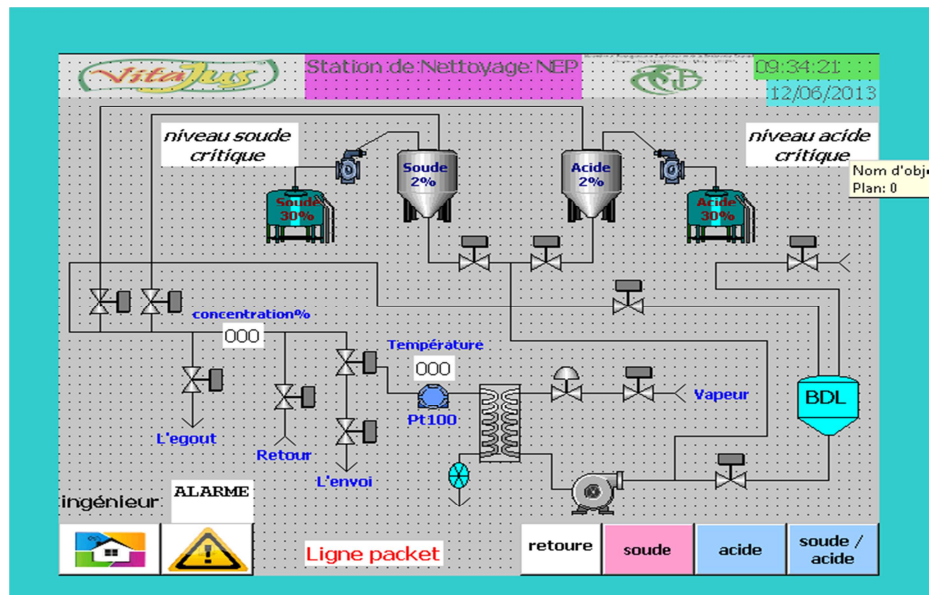 VitaJus
Station de Nettoyage NEP
09:34:21
12/06/2013
niveau soude
critique
Soude
2%
Acide
2%
niveau acide
critique
Nom d'obj
Plan: 0
Soude
30%
Acide
30%
concentration%
000
Température
000
Pt100
Vapeur
BDL
L'egout
Retour
L'envoi
ingénieur
ALARME
Ligne packet
retoure
soude
acide
soude /
acide